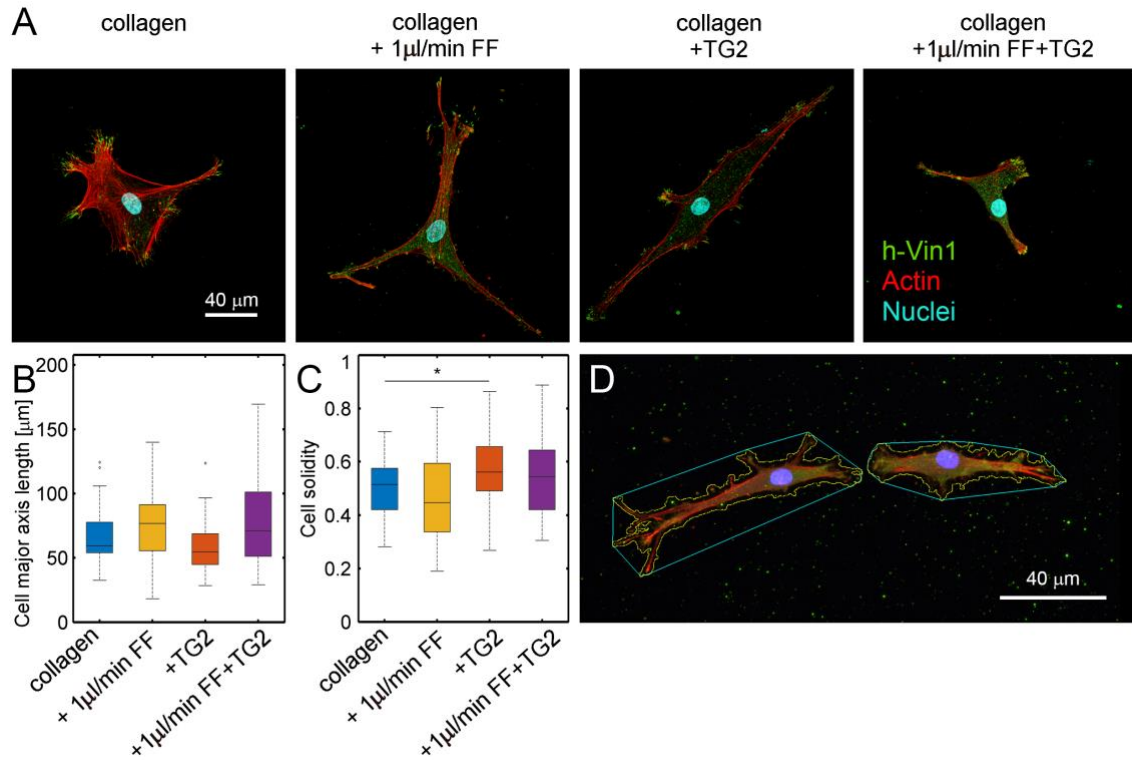 A
collagen
collagen
+ 1µl/min FF
collagen
+TG2
collagen
+1µl/min FF+TG2
40 µm
h-Vin1
Actin
Nuclei
B
Cell major axis length [µm]
200
150
100
50
0
collagen
+ 1µl/min FF
+TG2
+1µl/min FF+TG2
C
Cell solidity
1
0.8
0.6
0.4
0.2
0
*
collagen
+ 1µl/min FF
+TG2
+1µl/min FF+TG2
D
40 µm